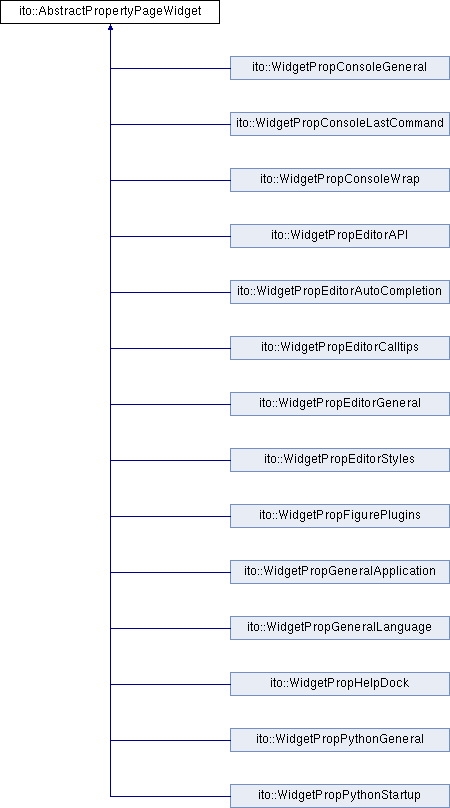 ito::AbstractPropertyPageWidget
ito::WidgetPropConsoleGeneral
ito::WidgetPropConsoleLastCommand
ito::WidgetPropConsoleWrap
ito::WidgetPropEditorAPI
ito::WidgetPropEditorAutoCompletion
ito::WidgetPropEditorCalltips
ito::WidgetPropEditorGeneral
ito::WidgetPropEditorStyles
ito::WidgetPropFigurePlugins
ito::WidgetPropGeneralApplication
ito::WidgetPropGeneralLanguage
ito::WidgetPropHelpDock
ito::WidgetPropPythonGeneral
ito::WidgetPropPythonStartup